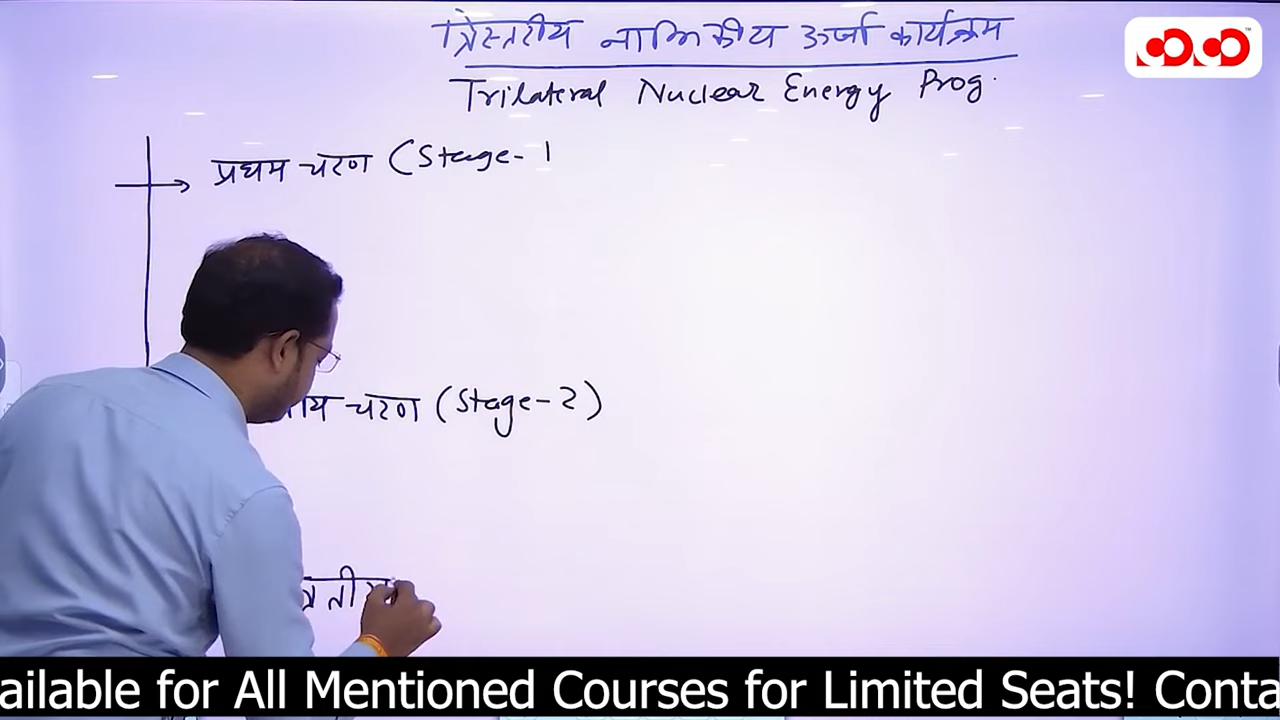 त्रिस्तरीय नाभिकीय ऊर्जा कार्यक्रम
Trilateral Nuclear Energy Prog.
प्रथम चरण (Stage-1
चरण (Stage-2)
ailable for All Mentioned Courses for Limited Seats! Conta